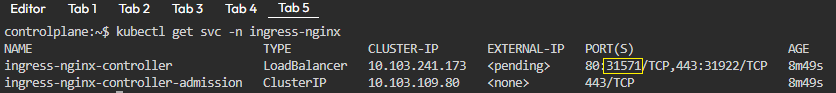 Editor Tab 1 Tab 2 Tab 3 Tab 4 Tab 5
controlplane:~$ kubectl get svc -n ingress-nginx
NAME TYPE CLUSTER-IP EXTERNAL-IP PORT(S) AGE
ingress-nginx-controller LoadBalancer 10.103.241.173 <pending> 80:31571/TCP,443:31922/TCP 8m49s
ingress-nginx-controller-admission ClusterIP 10.103.109.80 <none> 443/TCP 8m49s